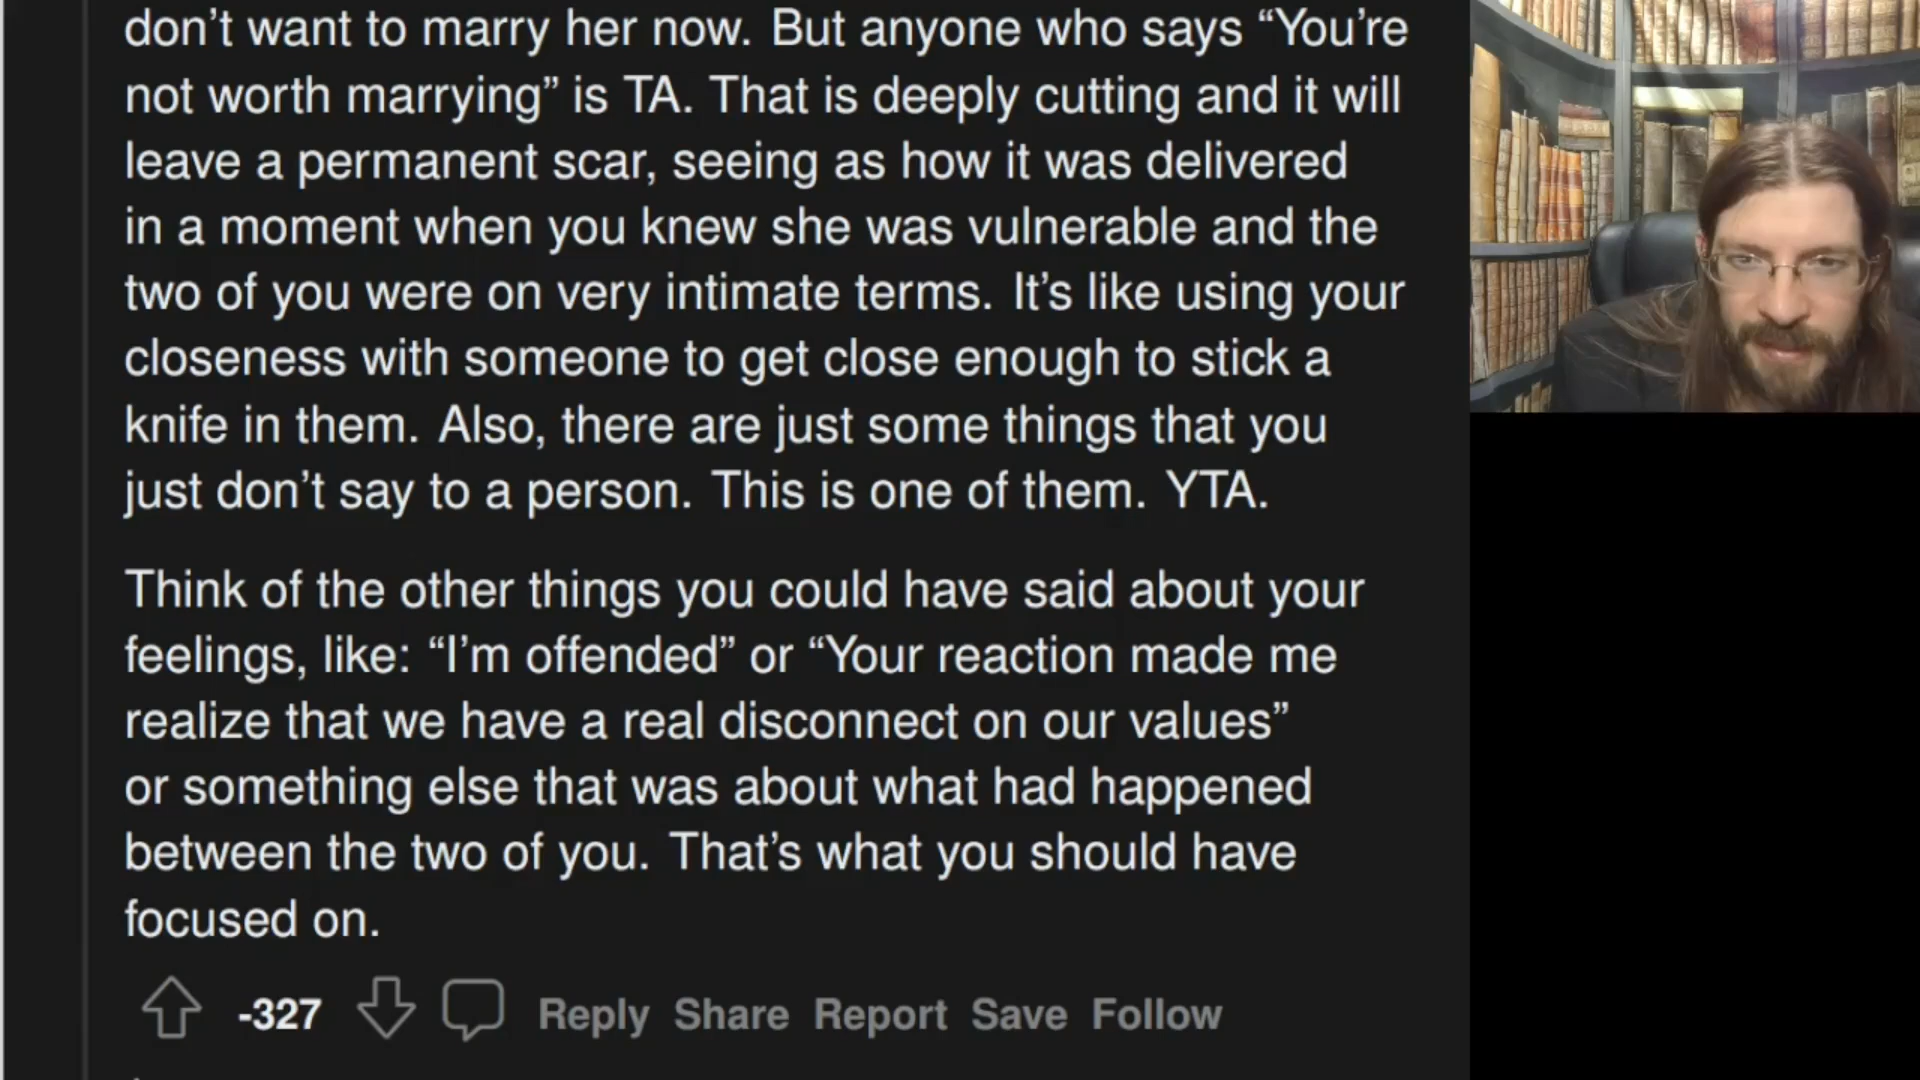 don’t want to marry her now. But anyone who says “You’re
not worth marrying” is TA. That is deeply cutting and it will
leave a permanent scar, seeing as how it was delivered
in a moment when you knew she was vulnerable and the
two of you were on very intimate terms. It’s like using your
closeness with someone to get close enough to stick a
knife in them. Also, there are just some things that you
just don’t say to a person. This is one of them. YTA.
Think of the other things you could have said about your
feelings, like: “I’m offended” or “Your reaction made me
realize that we have a real disconnect on our values”
or something else that was about what had happened
between the two of you. That’s what you should have
focused on.
-327 Reply Share Report Save Follow